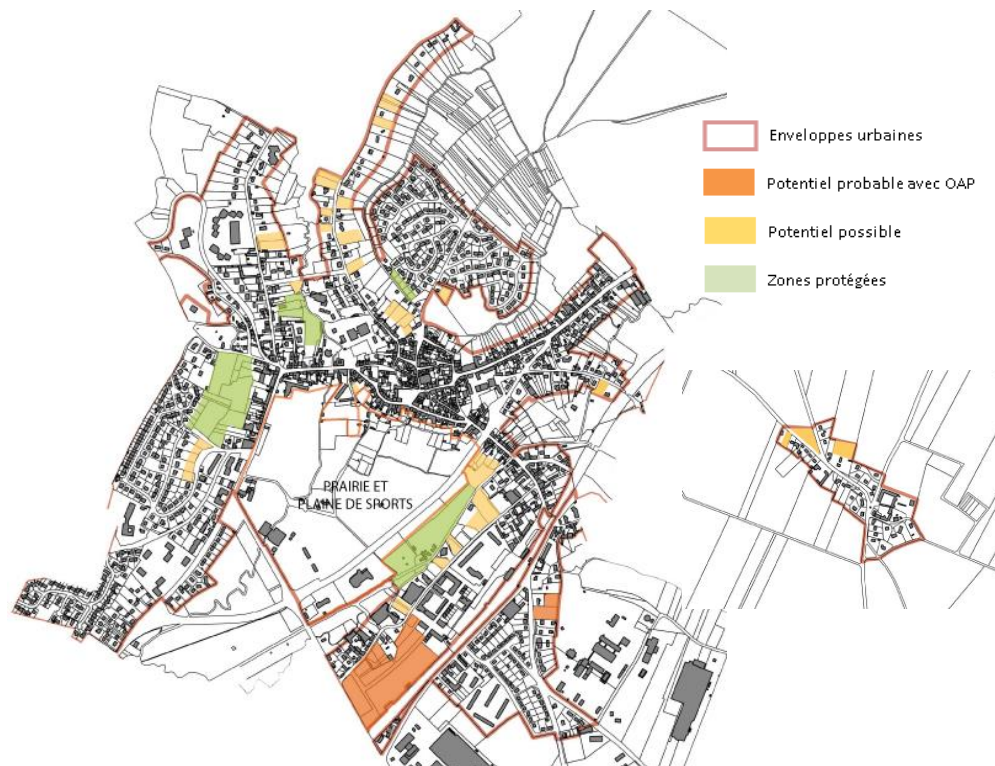 Enveloppes urbaines
Potentiel probable avec OAP
Potentiel possible
Zones protégées
PRAIRIE ET
PLAINE DE SPORTS